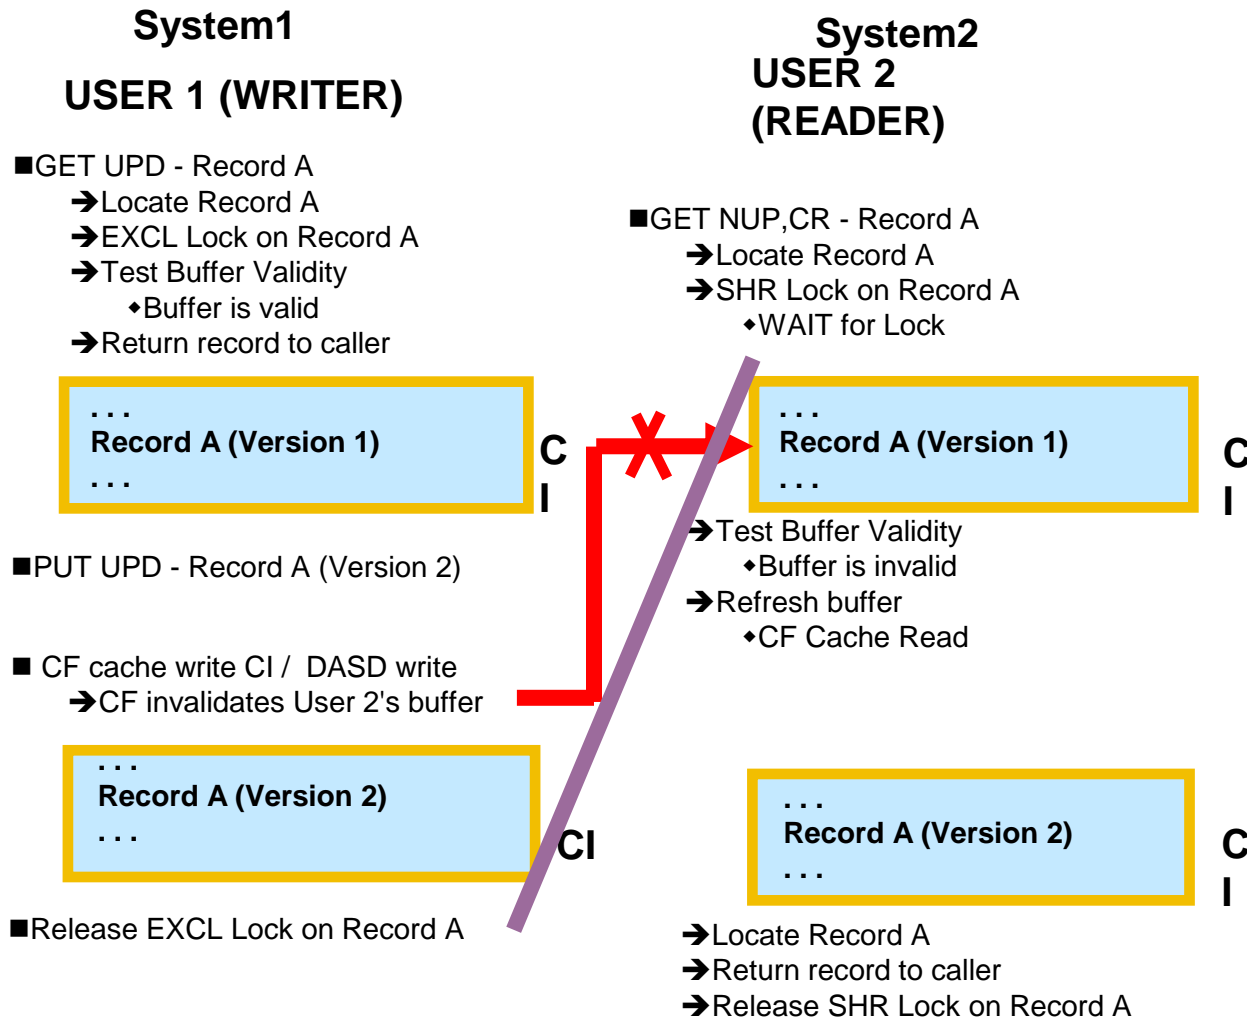 System1
USER 1 (WRITER)
■GET UPD - Record A
➔Locate Record A
➔EXCL Lock on Record A
➔Test Buffer Validity
◆Buffer is valid
➔Return record to caller
. . .
Record A (Version 1)
. . .
C
I
■PUT UPD - Record A (Version 2)
■ CF cache write CI / DASD write
➔CF invalidates User 2's buffer
. . .
Record A (Version 2)
. . .
CI
■Release EXCL Lock on Record A
System2
USER 2
(READER)
■GET NUP,CR - Record A
➔Locate Record A
➔SHR Lock on Record A
◆WAIT for Lock
. . .
Record A (Version 1)
. . .
C
I
➔Test Buffer Validity
◆Buffer is invalid
➔Refresh buffer
◆CF Cache Read
. . .
Record A (Version 2)
. . .
C
I
➔Locate Record A
➔Return record to caller
➔Release SHR Lock on Record A